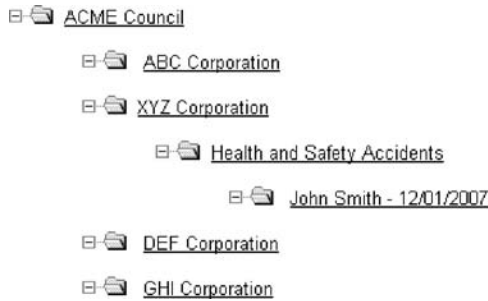 ACME Council
ABC Corporation
XYZ Corporation
Health and Safety Accidents
John Smith - 12/01/2007
DEF Corporation
GHI Corporation